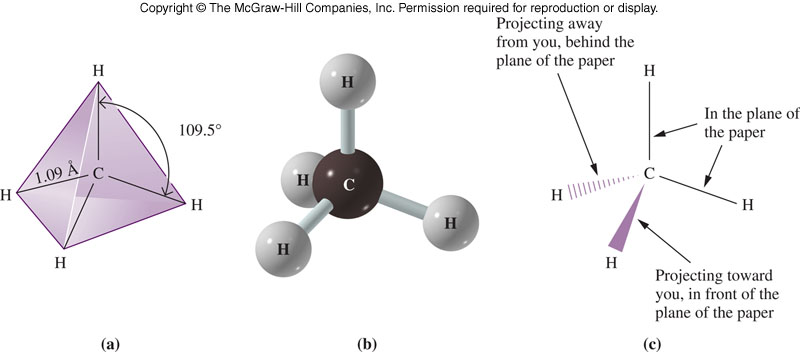 Copyright © The McGraw-Hill Companies, Inc. Permission required for reproduction or display.
H
109.5°
1.09 Å
C
H
H
H
(a)
H
H
C
H
H
(b)
Projecting away
from you, behind the
plane of the paper
H
In the plane of
the paper
C
H
H
H
Projecting toward
you, in front of the
plane of the paper
(c)